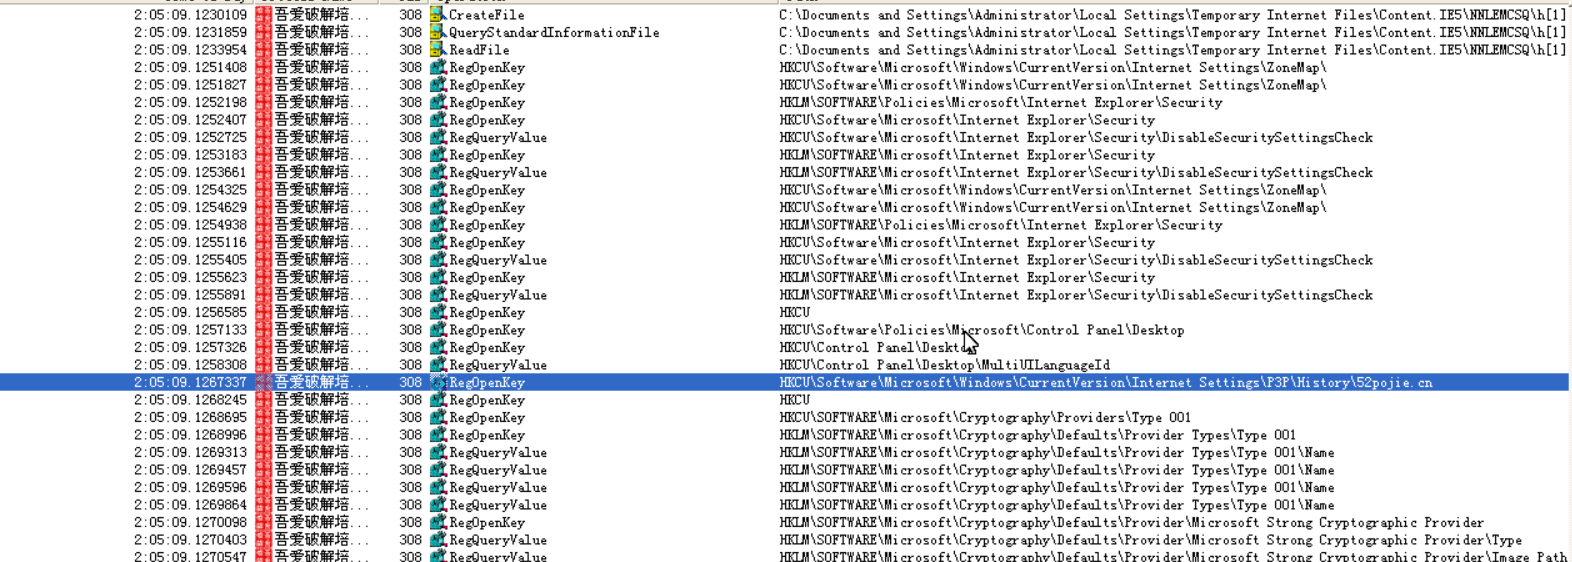 2:05:09.1230109 吾爱破解培... 308 CreateFile C:\Documents and Settings\Administrator\Local Settings\Temporary Internet Files\Content.IE5\NNLEMCSQ\h[1]
2:05:09.1231859 吾爱破解培... 308 QueryStandardInformationFile C:\Documents and Settings\Administrator\Local Settings\Temporary Internet Files\Content.IE5\NNLEMCSQ\h[1]
2:05:09.1233954 吾爱破解培... 308 ReadFile C:\Documents and Settings\Administrator\Local Settings\Temporary Internet Files\Content.IE5\NNLEMCSQ\h[1]
2:05:09.1251408 吾爱破解培... 308 RegOpenKey HKCU\Software\Microsoft\Windows\CurrentVersion\Internet Settings\ZoneMap\
2:05:09.1251827 吾爱破解培... 308 RegOpenKey HKCU\Software\Microsoft\Windows\CurrentVersion\Internet Settings\ZoneMap\
2:05:09.1252198 吾爱破解培... 308 RegOpenKey HKLM\SOFTWARE\Policies\Microsoft\Internet Explorer\Security
2:05:09.1252407 吾爱破解培... 308 RegOpenKey HKCU\Software\Microsoft\Internet Explorer\Security
2:05:09.1252725 吾爱破解培... 308 RegQueryValue HKCU\Software\Microsoft\Internet Explorer\Security\DisableSecuritySettingsCheck
2:05:09.1253183 吾爱破解培... 308 RegOpenKey HKLM\SOFTWARE\Microsoft\Internet Explorer\Security
2:05:09.1253661 吾爱破解培... 308 RegQueryValue HKLM\SOFTWARE\Microsoft\Internet Explorer\Security\DisableSecuritySettingsCheck
2:05:09.1254325 吾爱破解培... 308 RegOpenKey HKCU\Software\Microsoft\Windows\CurrentVersion\Internet Settings\ZoneMap\
2:05:09.1254629 吾爱破解培... 308 RegOpenKey HKCU\Software\Microsoft\Windows\CurrentVersion\Internet Settings\ZoneMap\
2:05:09.1254938 吾爱破解培... 308 RegOpenKey HKLM\SOFTWARE\Policies\Microsoft\Internet Explorer\Security
2:05:09.1255116 吾爱破解培... 308 RegOpenKey HKCU\Software\Microsoft\Internet Explorer\Security
2:05:09.1255405 吾爱破解培... 308 RegQueryValue HKCU\Software\Microsoft\Internet Explorer\Security\DisableSecuritySettingsCheck
2:05:09.1255623 吾爱破解培... 308 RegOpenKey HKLM\SOFTWARE\Microsoft\Internet Explorer\Security
2:05:09.1255891 吾爱破解培... 308 RegQueryValue HKLM\SOFTWARE\Microsoft\Internet Explorer\Security\DisableSecuritySettingsCheck
2:05:09.1256585 吾爱破解培... 308 RegOpenKey HKCU
2:05:09.1257133 吾爱破解培... 308 RegOpenKey HKCU\Software\Policies\Microsoft\Control Panel\Desktop
2:05:09.1257326 吾爱破解培... 308 RegOpenKey HKCU\Control Panel\Desktop
2:05:09.1258308 吾爱破解培... 308 RegQueryValue HKCU\Control Panel\Desktop\MultiUILanguageId
2:05:09.1267337 吾爱破解培... 308 RegOpenKey HKCU\Software\Microsoft\Windows\CurrentVersion\Internet Settings\P3P\History\52pojie.cn
2:05:09.1268245 吾爱破解培... 308 RegOpenKey HKCU
2:05:09.1268695 吾爱破解培... 308 RegOpenKey HKCU\SOFTWARE\Microsoft\Cryptography\Providers\Type 001
2:05:09.1268996 吾爱破解培... 308 RegOpenKey HKLM\SOFTWARE\Microsoft\Cryptography\Defaults\Provider Types\Type 001
2:05:09.1269313 吾爱破解培... 308 RegQueryValue HKLM\SOFTWARE\Microsoft\Cryptography\Defaults\Provider Types\Type 001\Name
2:05:09.1269457 吾爱破解培... 308 RegQueryValue HKLM\SOFTWARE\Microsoft\Cryptography\Defaults\Provider Types\Type 001\Name
2:05:09.1269596 吾爱破解培... 308 RegQueryValue HKLM\SOFTWARE\Microsoft\Cryptography\Defaults\Provider Types\Type 001\Name
2:05:09.1269864 吾爱破解培... 308 RegQueryValue HKLM\SOFTWARE\Microsoft\Cryptography\Defaults\Provider Types\Type 001\Name
2:05:09.1270098 吾爱破解培... 308 RegOpenKey HKLM\SOFTWARE\Microsoft\Cryptography\Defaults\Provider\Microsoft Strong Cryptographic Provider
2:05:09.1270403 吾爱破解培... 308 RegQueryValue HKLM\SOFTWARE\Microsoft\Cryptography\Defaults\Provider\Microsoft Strong Cryptographic Provider\Type
2:05:09.1270547 吾爱破解培... 308 RegQueryValue HKLM\SOFTWARE\Microsoft\Cryptography\Defaults\Provider\Microsoft Strong Cryptographic Provider\Image Path